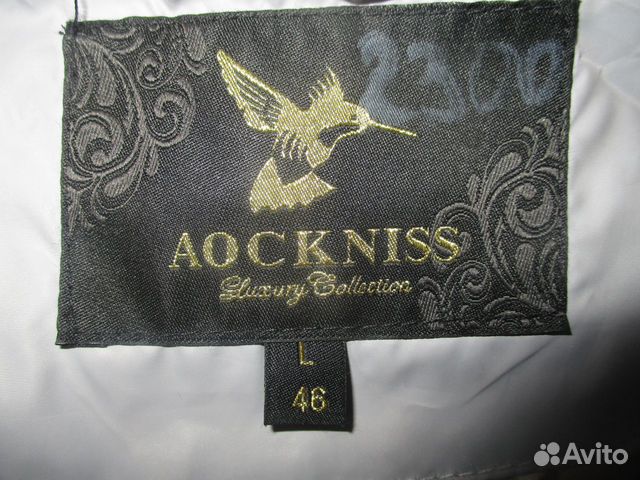 2300
AOCKNISS
Luxury Collection
L
46
Avito